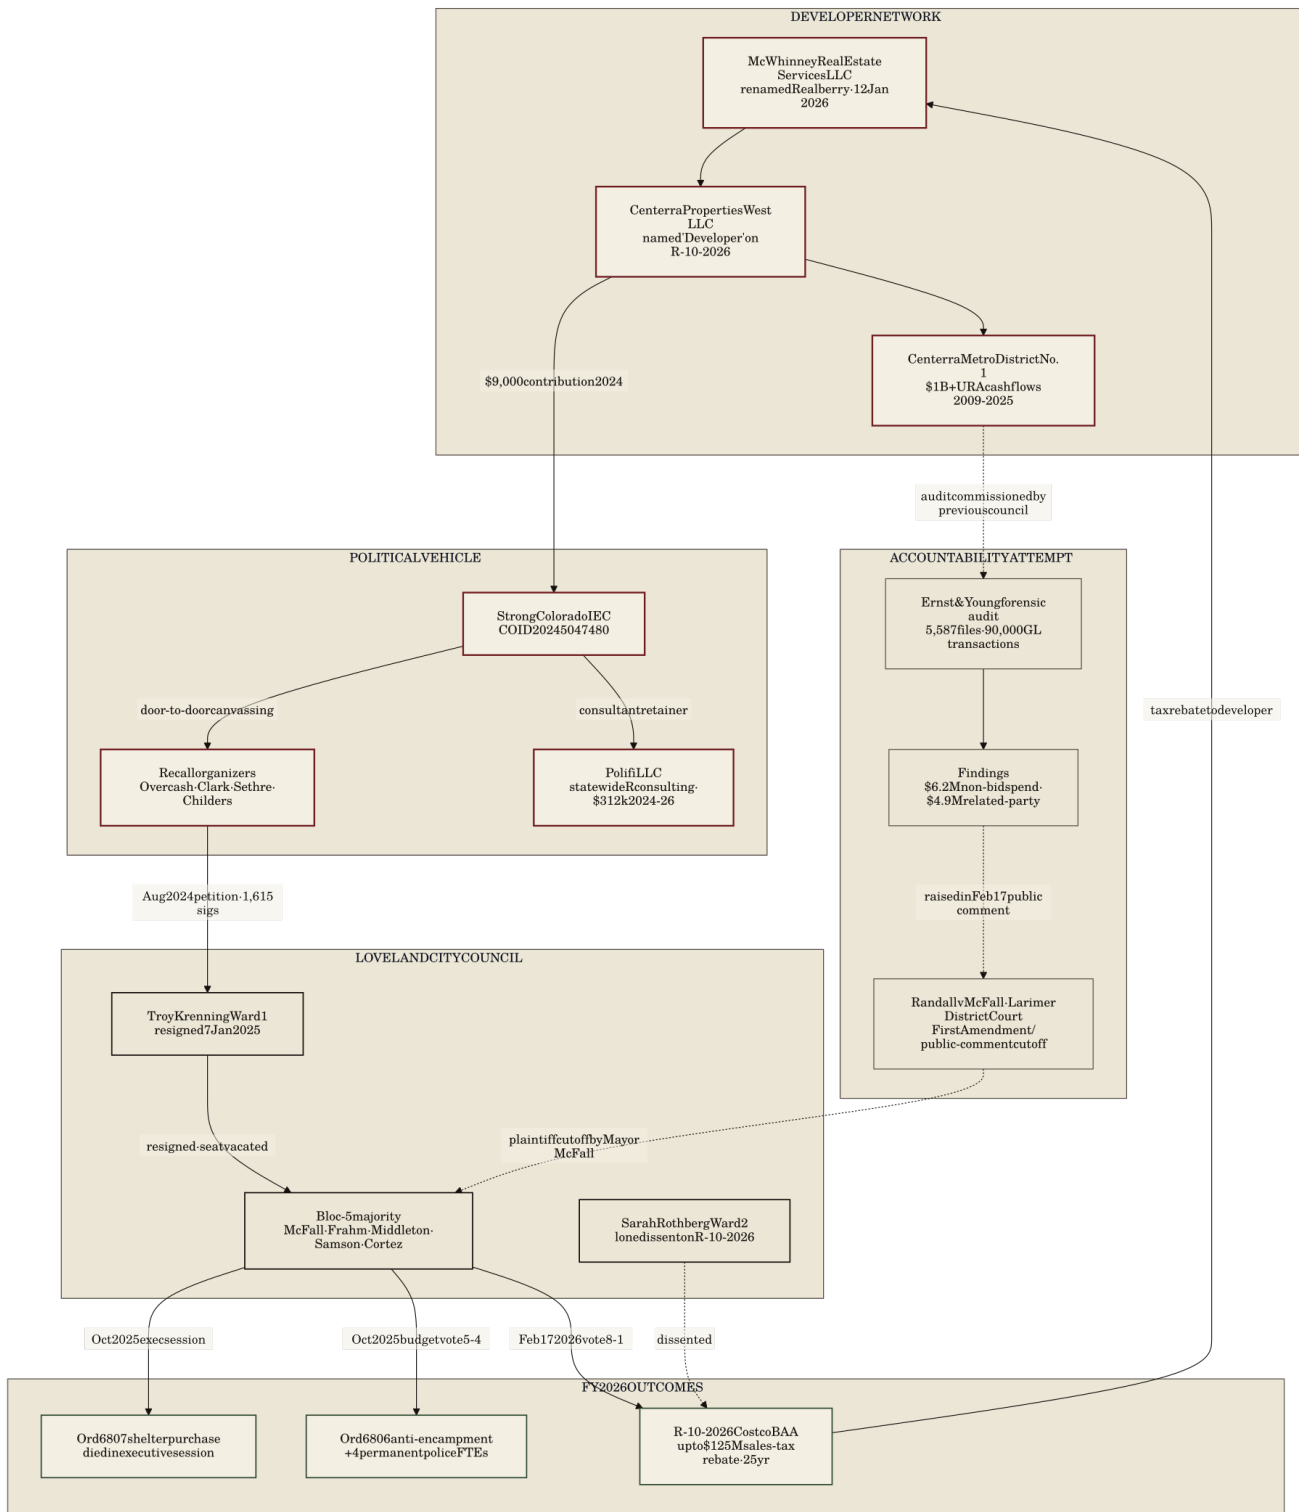 DEVELOPERNETWORK
McWhinneyRealEstate
ServicesLLC
renamedRealberry·12Jan
2026
CenterraPropertiesWest
LLC
named'Developer'on
R-10-2026
CenterraMetroDistrictNo.
1
$1B+URAcashflows
2009-2025
$9,000contribution2024
auditcommissionedby
previouscouncil
POLITICALVEHICLE
StrongColoradoIEC
COID20245047480
door-to-doorcanvassing
consultantretainer
Recallorganizers
Overcash·Clark·Sethre·
Childers
PolifiLLC
statewideRconsulting·
$312k2024-26
ACCOUNTABILITYATTEMPT
Ernst&Youngforensic
audit
5,587files·90,000GL
transactions
Findings
$6.2Mnon-bidspend·
$4.9Mrelated-party
raisedinFeb17public
comment
RandallvMcFall·Larimer
DistrictCourt
FirstAmendment/
public-commentcutoff
taxrebatetodeveloper
Aug2024petition·1,615
sigs
LOVELANDCITYCOUNCIL
TroyKrenningWard1
resigned7Jan2025
resigned·seatvacated
plaintiffcutoffbyMayor
McFall
Bloc-5majority
McFall·Frahm·Middleton·
Samson·Cortez
SarahRothbergWard2
lonedissentonR-10-2026
Oct2025execsession
Oct2025budgetvote5-4
Feb172026vote8-1
dissented
FY2026OUTCOMES
Ord6807shelterpurchase
diedinexecutivesession
Ord6806anti-encampment
+4permanentpoliceFTEs
R-10-2026CostcoBAA
upto$125Msales-tax
rebate·25yr